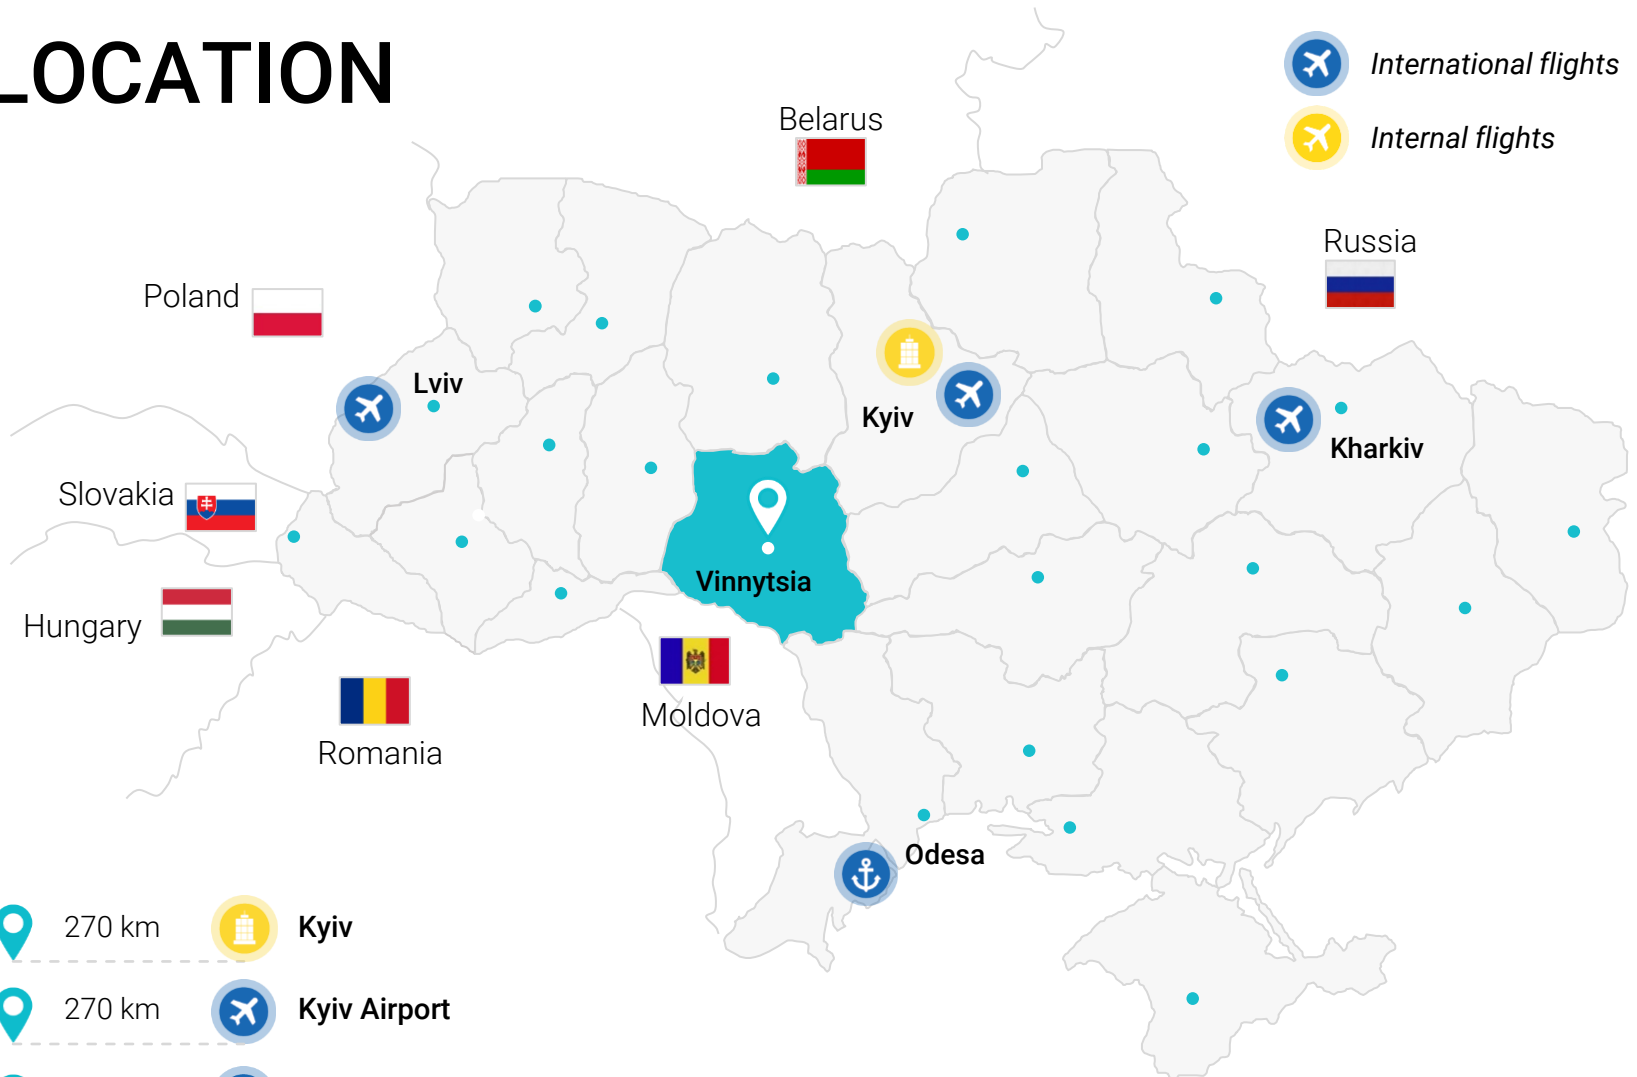 LOCATION
International flights
Internal flights
Belarus
Russia
Poland
Lviv
Kyiv
Kharkiv
Slovakia
Vinnytsia
Hungary
Moldova
Romania
Odesa
270 km Kyiv
270 km Kyiv Airport